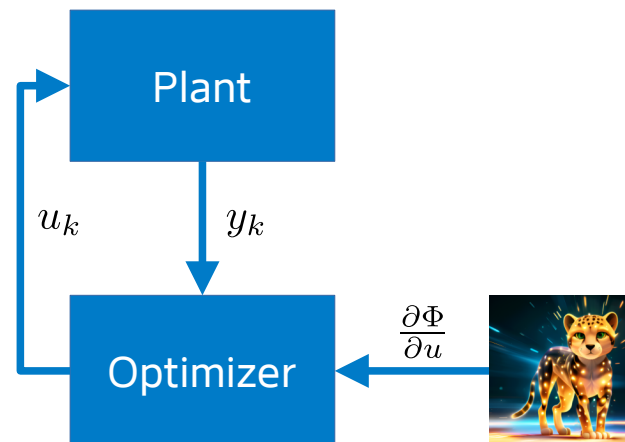 Plant
u_k
y_k
∂Φ/∂u
Optimizer